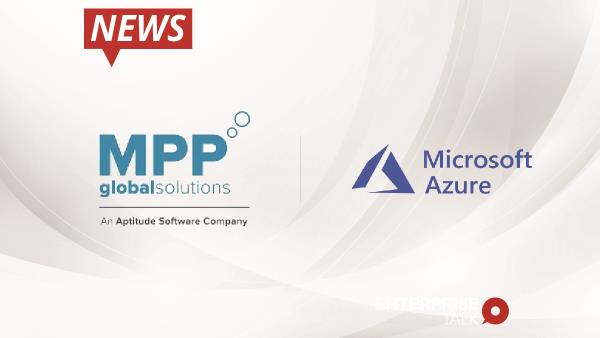 NEWS
MPP
globalsolutions
An Aptitude Software Company
Microsoft
Azure
ENTERPRISE
TALK